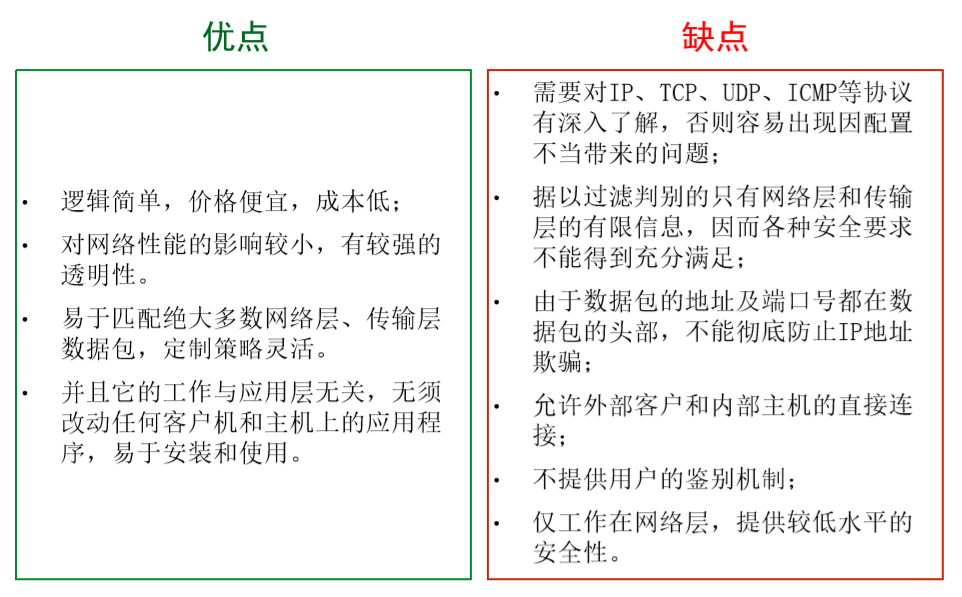 优点
• 逻辑简单，价格便宜，成本低；
• 对网络性能的影响较小，有较强的
透明性。
• 易于匹配绝大多数网络层、传输层
数据包，定制策略灵活。
• 并且它的工作与应用层无关，无须
改动任何客户机和主机上的应用程
序，易于安装和使用。
缺点
• 需要对IP、TCP、UDP、ICMP等协议
有深入了解，否则容易出现因配置
不当带来的问题；
• 据以过滤判别的只有网络层和传输
层的有限信息，因而各种安全要求
不能得到充分满足；
• 由于数据包的地址及端口号都在数
据包的头部，不能彻底防止IP地址
欺骗；
• 允许外部客户和内部主机的直接连
接；
• 不提供用户的鉴别机制；
• 仅工作在网络层，提供较低水平的
安全性。